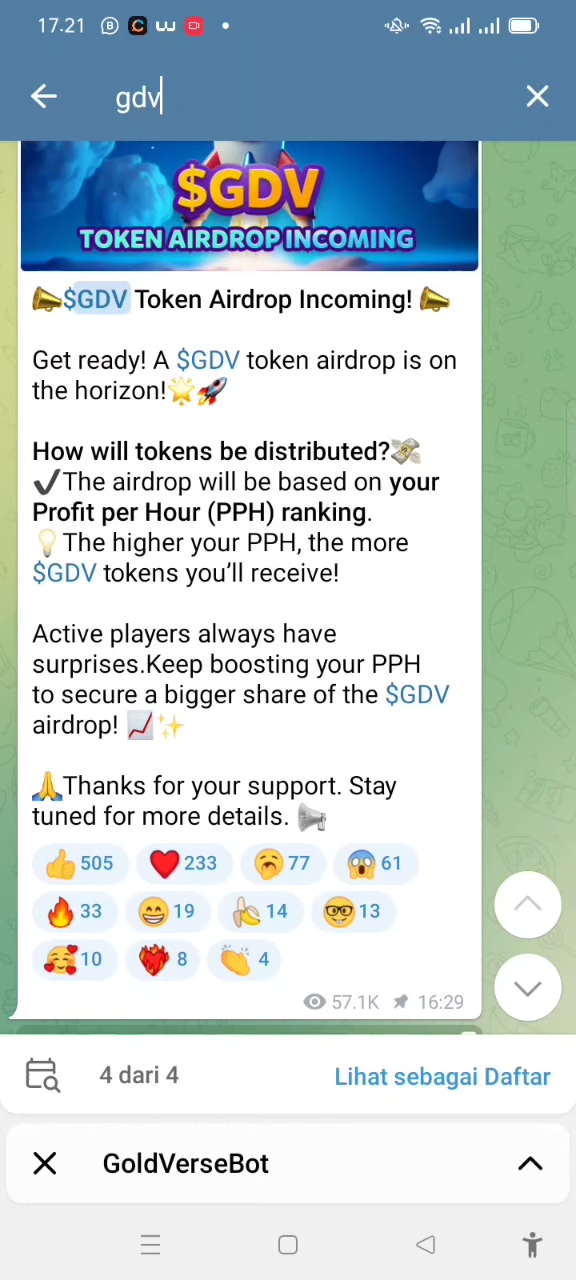 17.21
gdv
$GDV
TOKEN AIRDROP INCOMING
📣$GDV Token Airdrop Incoming! 📣
Get ready! A $GDV token airdrop is on
the horizon!🌟🚀
How will tokens be distributed?💸
✔️The airdrop will be based on your
Profit per Hour (PPH) ranking.
💡The higher your PPH, the more
$GDV tokens you’ll receive!
Active players always have
surprises.Keep boosting your PPH
to secure a bigger share of the $GDV
airdrop! 📈✨
🙏Thanks for your support. Stay
tuned for more details. 📢
👍 505 ❤️ 233 🥱 77 😱 61
🔥 33 😁 19 🍌 14 🤓 13
🥰 10 ❤️‍🔥 8 👏 4
57.1K 16:29
4 dari 4
Lihat sebagai Daftar
GoldVerseBot